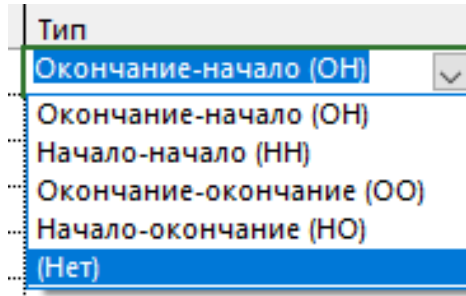 Тип
Окончание-начало (ОН)
Окончание-начало (ОН)
Начало-начало (НН)
Окончание-окончание (ОО)
Начало-окончание (НО)
(Нет)